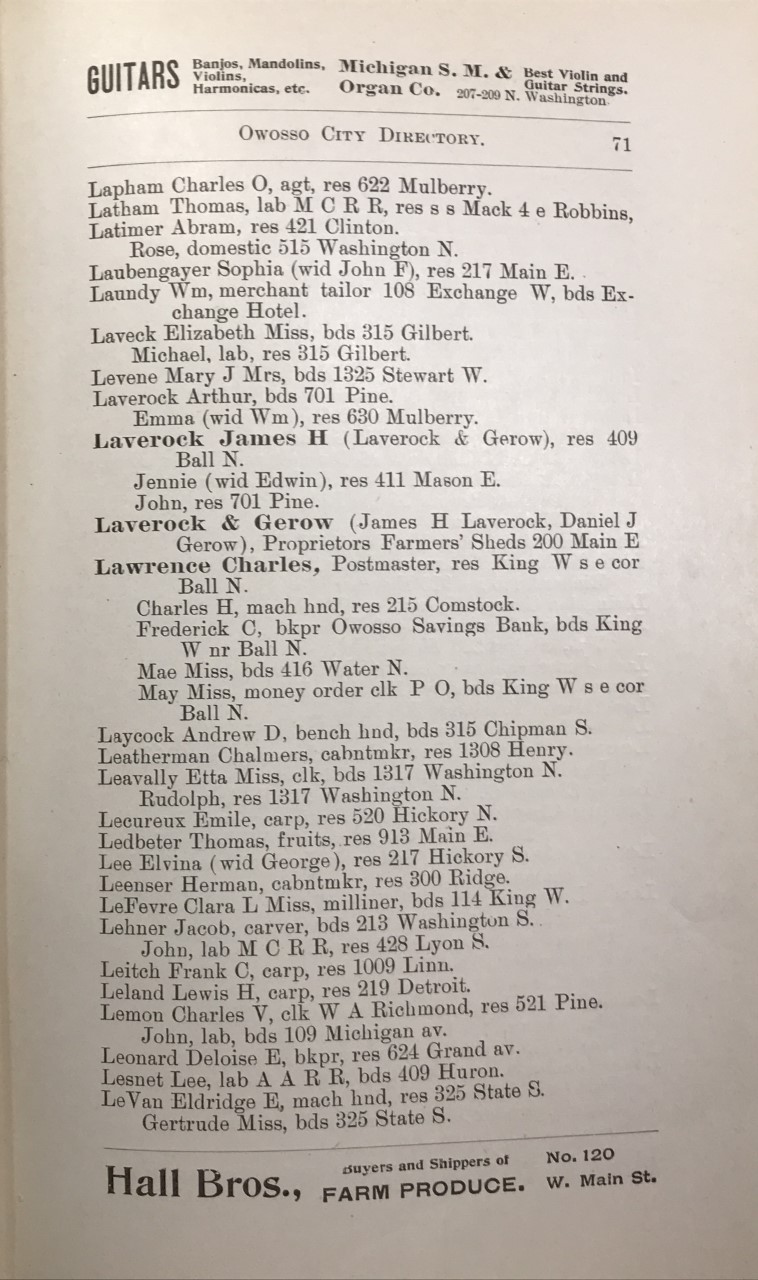 GUITARS Banjos, Mandolins, Violins, Harmonicas, etc. Michigan S. M. & Organ Co. 207-209 N. Washington Best Violin and Guitar Strings.
OWOSSO CITY DIRECTORY. 71
Lapham Charles O, agt, res 622 Mulberry.
Latham Thomas, lab M C R R, res s s Mack 4 e Robbins,
Latimer Abram, res 421 Clinton.
Rose, domestic 515 Washington N.
Laubengayer Sophia (wid John F), res 217 Main E.
Laundy Wm, merchant tailor 108 Exchange W, bds Ex-
change Hotel.
Laveck Elizabeth Miss, bds 315 Gilbert.
Michael, lab, res 315 Gilbert.
Levene Mary J Mrs, bds 1325 Stewart W.
Laverock Arthur, bds 701 Pine.
Emma (wid Wm), res 630 Mulberry.
Laverock James H (Laverock & Gerow), res 409
Ball N.
Jennie (wid Edwin), res 411 Mason E.
John, res 701 Pine.
Laverock & Gerow (James H Laverock, Daniel J
Gerow), Proprietors Farmers' Sheds 200 Main E
Lawrence Charles, Postmaster, res King W s e cor
Ball N.
Charles H, mach hnd, res 215 Comstock.
Frederick C, bkpr Owosso Savings Bank, bds King
W nr Ball N.
Mae Miss, bds 416 Water N.
May Miss, money order clk P O, bds King W s e cor
Ball N.
Laycock Andrew D, bench hnd, bds 315 Chipman S.
Leatherman Chalmers, cabntmkr, res 1308 Henry.
Leavally Etta Miss, clk, bds 1317 Washington N.
Rudolph, res 1317 Washington N.
Lecureux Emile, carp, res 520 Hickory N.
Ledbeter Thomas, fruits, res 913 Main E.
Lee Elvina (wid George), res 217 Hickory S.
Leenser Herman, cabntmkr, res 300 Ridge.
LeFevre Clara L Miss, milliner, bds 114 King W.
Lehner Jacob, carver, bds 213 Washington S.
John, lab M C R R, res 428 Lyon S.
Leitch Frank C, carp, res 1009 Linn.
Leland Lewis H, carp, res 219 Detroit.
Lemon Charles V, clk W A Richmond, res 521 Pine.
John, lab, bds 109 Michigan av.
Leonard Deloise E, bkpr, res 624 Grand av.
Lesnet Lee, lab A A R R, bds 409 Huron.
LeVan Eldridge E, mach hnd, res 325 State S.
Gertrude Miss, bds 325 State S.
Hall Bros., Buyers and Shippers of FARM PRODUCE. No. 120 W. Main St.